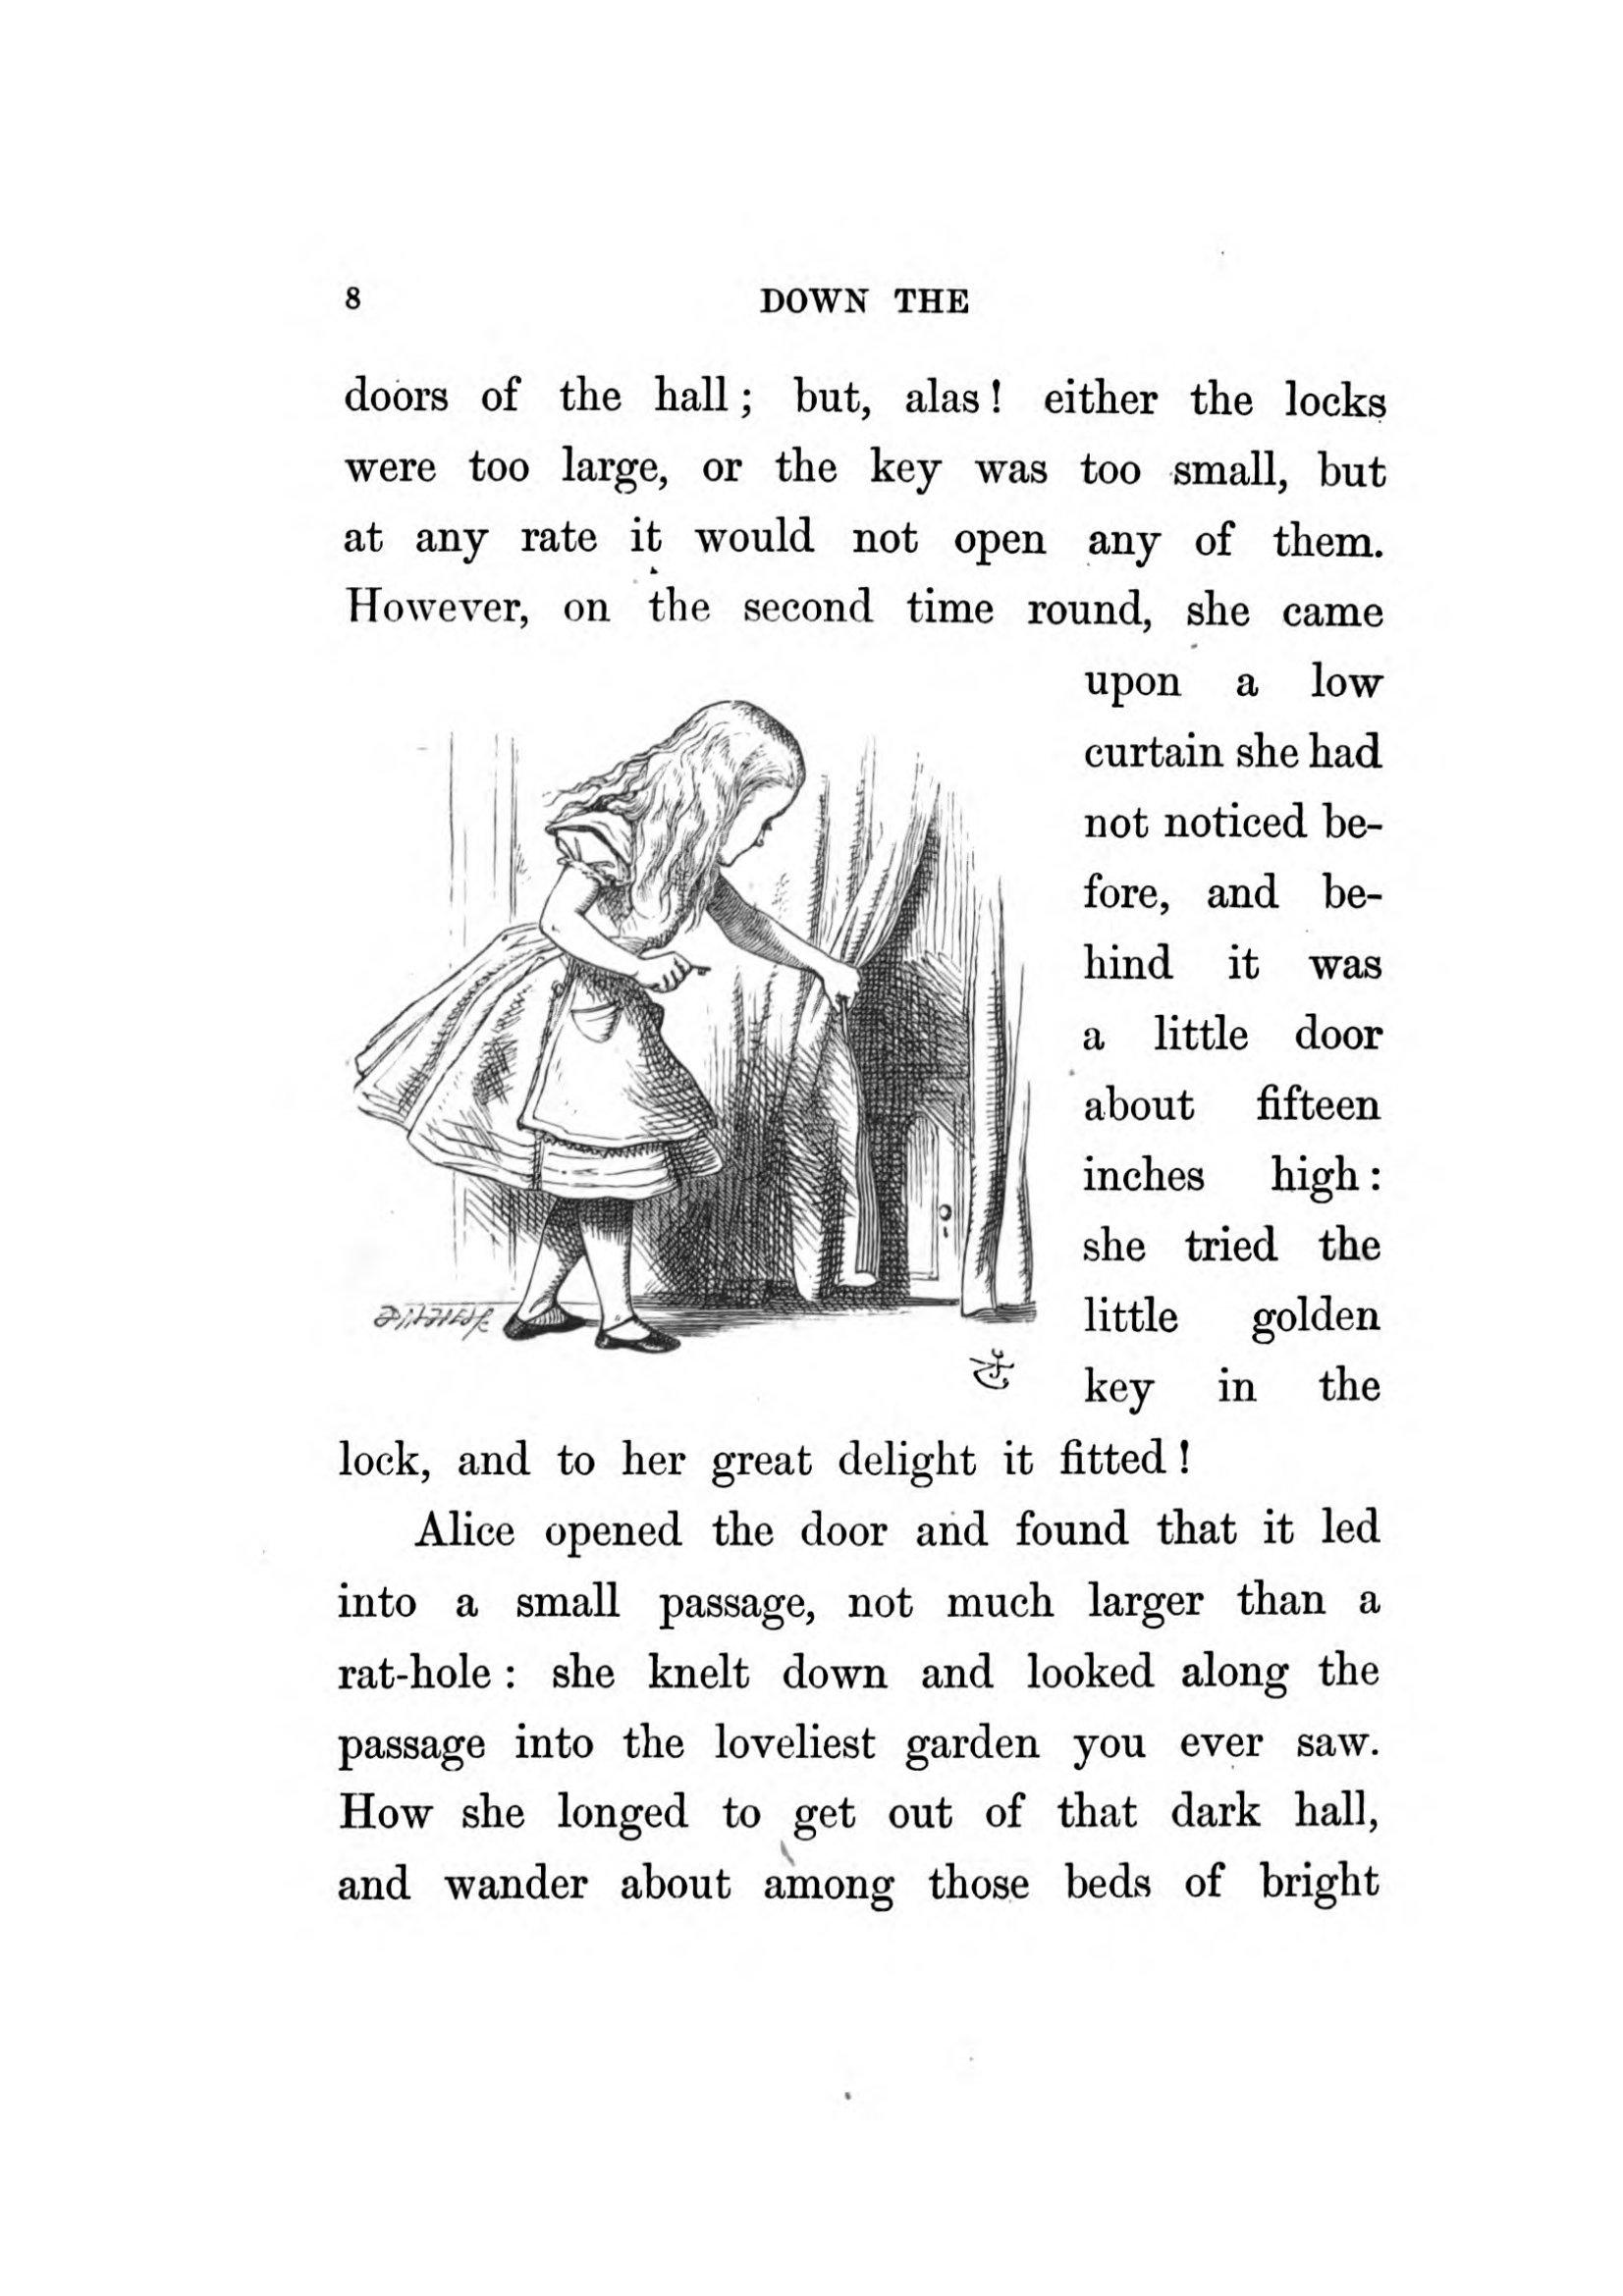 8 DOWN THE
doors of the hall ; but, alas ! either the locks
were too large, or the key was too small, but
at any rate it would not open any of them.
However, on the second time round, she came
upon a low
curtain she had
not noticed be-
fore, and be-
hind it was
a little door
about fifteen
inches high :
she tried the
little golden
key in the
lock, and to her great delight it fitted !
Alice opened the door and found that it led
into a small passage, not much larger than a
rat-hole : she knelt down and looked along the
passage into the loveliest garden you ever saw.
How she longed to get out of that dark hall,
and wander about among those beds of bright